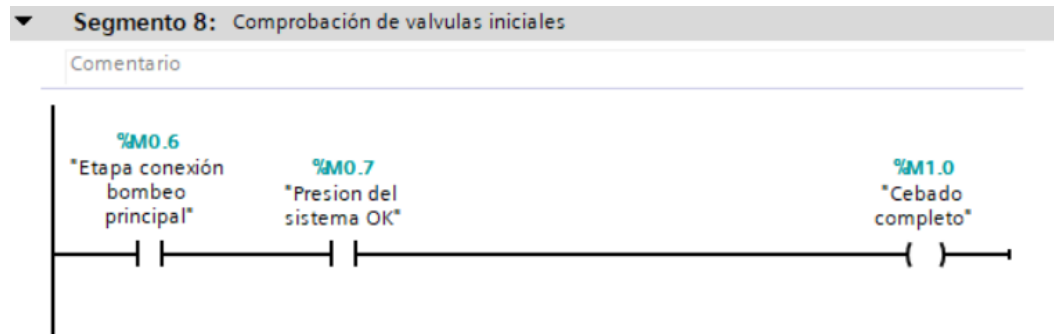 Segmento 8: Comprobación de valvulas iniciales
Comentario
%M0.6
"Etapa conexión
bombeo
principal"
%M0.7
"Presion del
sistema OK"
%M1.0
"Cebado
completo"